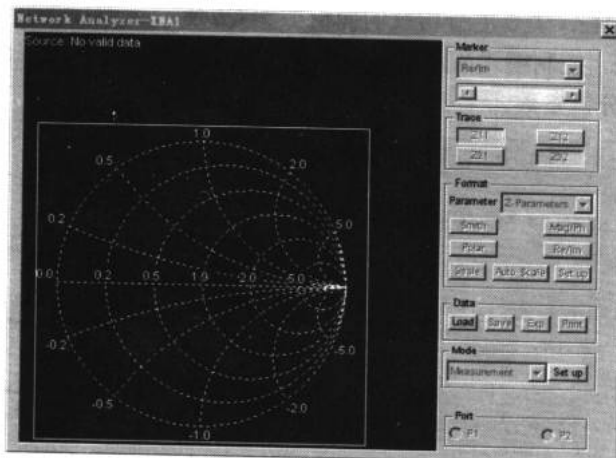 Network Analyzer-XNA1
Source: No valid data
1.0
0.5
2.0
0.2
5.0
0.0 0.2 0.5 1.0 2.0 5.0
-0.2
-5.0
-0.5
-2.0
-1.0
Marker
Re/Im
Trace
Z11 Z12
Z21 Z22
Format
Parameter Z-Parameters
Smith Mag/Ph
Polar Re/Im
Scale Auto Scale Set up
Data
Load Save Exp Print
Mode
Measurement Set up
Port
P1 P2